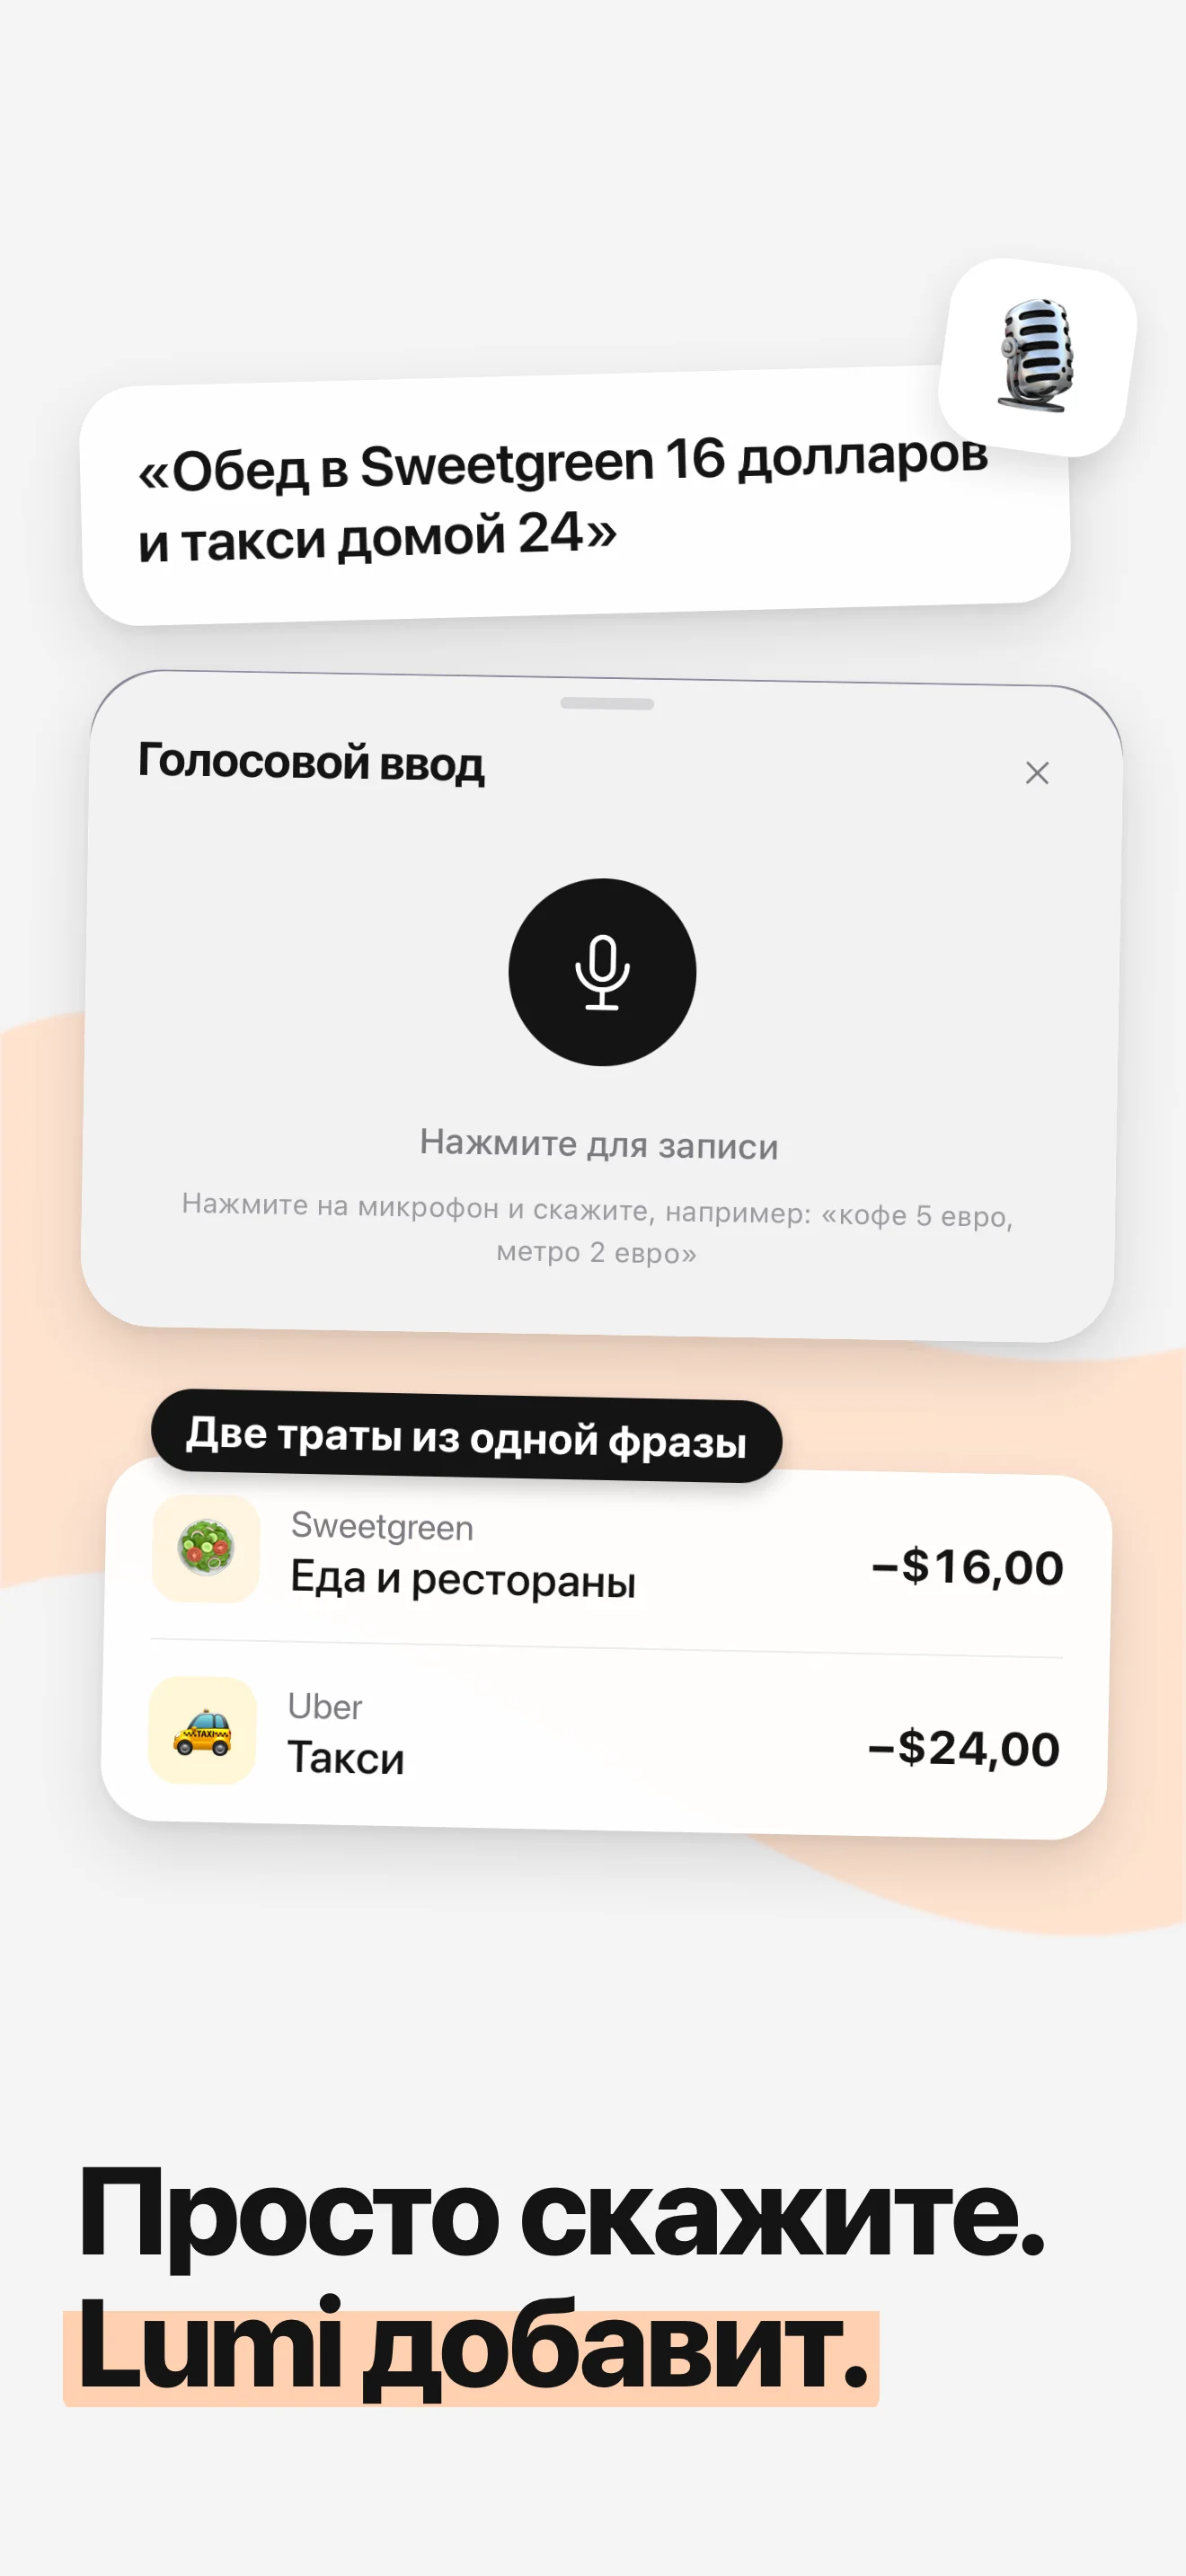 «Обед в Sweetgreen 16 долларов
и такси домой 24»
Голосовой ввод
Нажмите для записи
Нажмите на микрофон и скажите, например: «кофе 5 евро,
метро 2 евро»
Две траты из одной фразы
Sweetgreen
Еда и рестораны
–$16,00
Uber
TAXI
Такси
–$24,00
Просто скажите.
Lumi добавит.